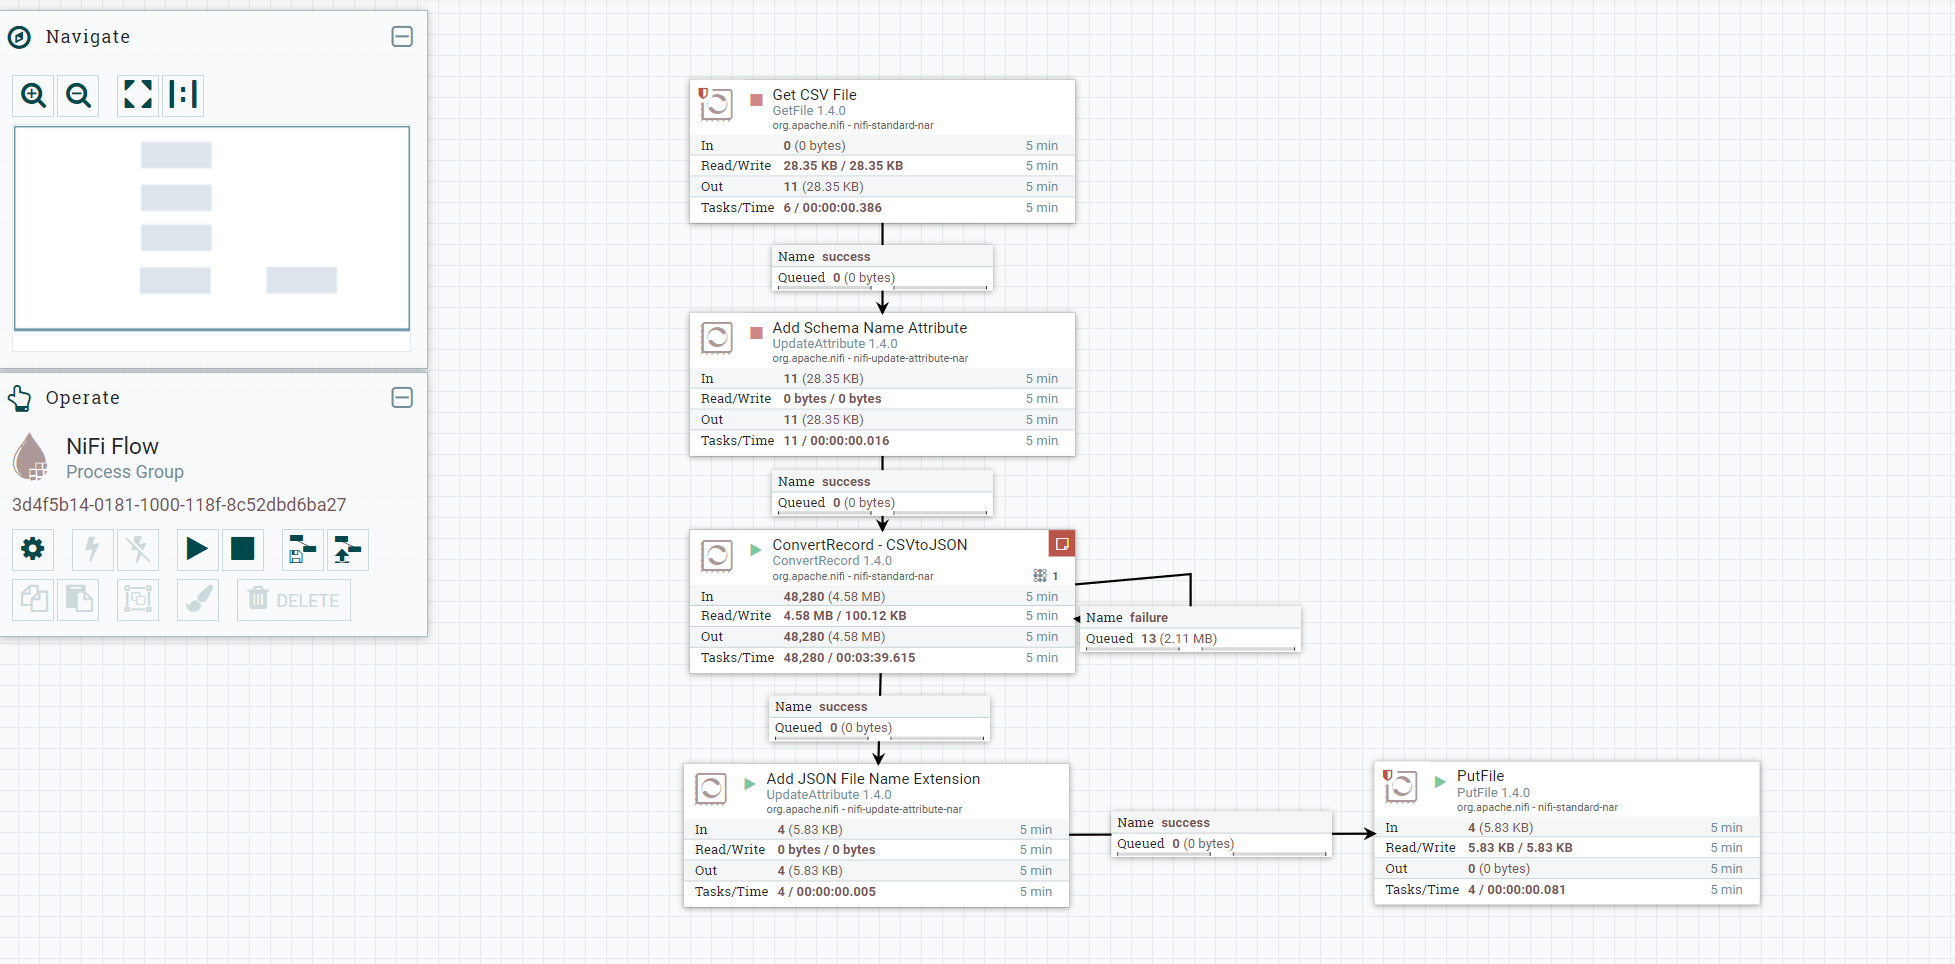 Navigate
Operate
NiFi Flow
Process Group
3d4f5b14-0181-1000-118f-8c52dbd6ba27
DELETE
Get CSV File
GetFile 1.4.0
org.apache.nifi - nifi-standard-nar
In 0 (0 bytes) 5 min
Read/Write 28.35 KB / 28.35 KB 5 min
Out 11 (28.35 KB) 5 min
Tasks/Time 6 / 00:00:00.386 5 min
Name success
Queued 0 (0 bytes)
Add Schema Name Attribute
UpdateAttribute 1.4.0
org.apache.nifi - nifi-update-attribute-nar
In 11 (28.35 KB) 5 min
Read/Write 0 bytes / 0 bytes 5 min
Out 11 (28.35 KB) 5 min
Tasks/Time 11 / 00:00:00.016 5 min
Name success
Queued 0 (0 bytes)
ConvertRecord - CSVtoJSON
ConvertRecord 1.4.0
org.apache.nifi - nifi-standard-nar
1
In 48,280 (4.58 MB) 5 min
Read/Write 4.58 MB / 100.12 KB 5 min
Out 48,280 (4.58 MB) 5 min
Tasks/Time 48,280 / 00:03:39.615 5 min
Name failure
Queued 13 (2.11 MB)
Name success
Queued 0 (0 bytes)
Add JSON File Name Extension
UpdateAttribute 1.4.0
org.apache.nifi - nifi-update-attribute-nar
In 4 (5.83 KB) 5 min
Read/Write 0 bytes / 0 bytes 5 min
Out 4 (5.83 KB) 5 min
Tasks/Time 4 / 00:00:00.005 5 min
Name success
Queued 0 (0 bytes)
PutFile
PutFile 1.4.0
org.apache.nifi - nifi-standard-nar
In 4 (5.83 KB) 5 min
Read/Write 5.83 KB / 5.83 KB 5 min
Out 0 (0 bytes) 5 min
Tasks/Time 4 / 00:00:00.081 5 min